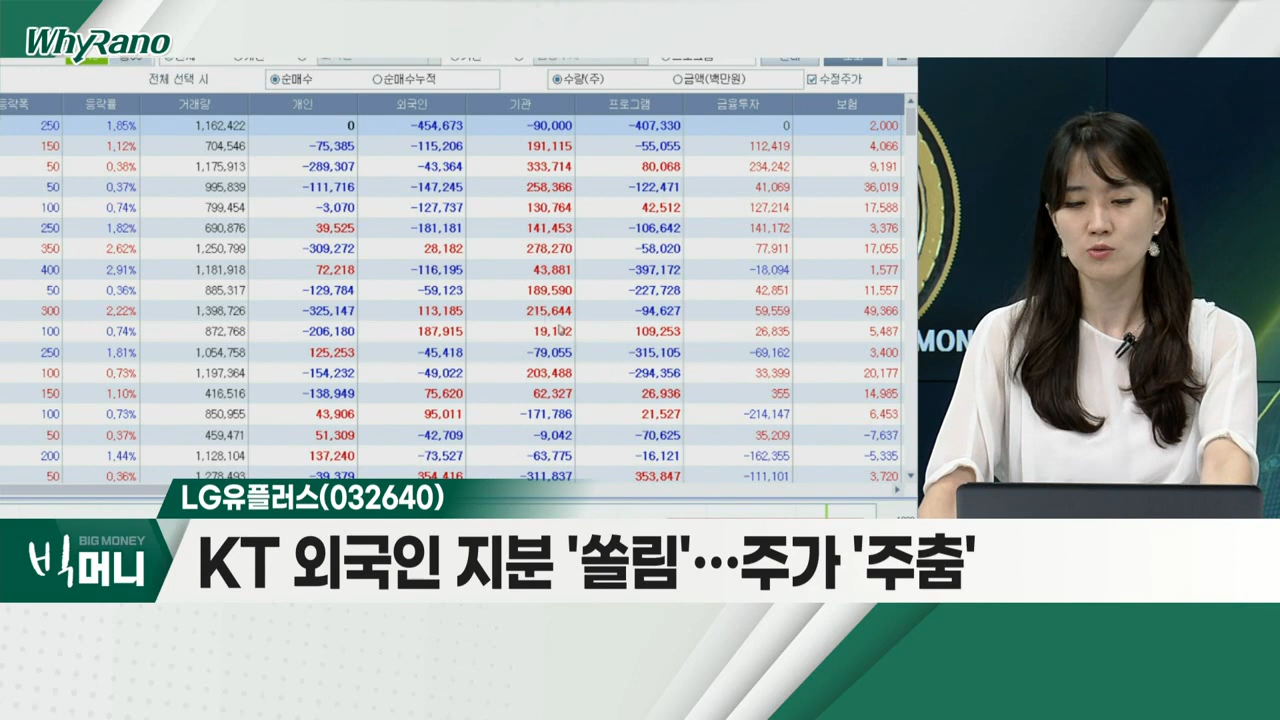 WhyRano
전체 선택 시 순매수 순매수누적 수량(주) 금액(백만원) 수정주가
등락폭 등락률 거래량 개인 외국인 기관 프로그램 금융투자 보험
250 1,85% 1,162,422 0 -454,673 -90,000 -407,330 0 2,000
150 1,12% 704,546 -75,385 -115,206 191,115 -55,055 112,419 4,066
50 0,38% 1,175,913 -289,307 -43,364 333,714 80,068 234,242 9,191
50 0,37% 995,839 -111,716 -147,245 258,366 -122,471 41,069 36,019
100 0,74% 799,454 -3,070 -127,737 130,764 42,512 127,214 17,588
250 1,82% 690,876 39,525 -181,181 141,453 -106,642 141,172 3,376
350 2,62% 1,250,799 -309,272 28,182 278,270 -58,020 77,911 17,055
400 2,91% 1,181,918 72,218 -116,195 43,881 -397,172 -18,094 1,577
50 0,36% 885,317 -129,784 -59,123 189,590 -227,728 42,851 11,557
300 2,22% 1,398,726 -325,147 113,185 215,644 -94,627 59,559 49,366
100 0,74% 872,768 -206,180 187,915 109,253 26,835 5,487
250 1,81% 1,054,758 125,253 -45,418 -79,055 -315,105 -69,162 3,400
100 0,73% 1,197,364 -154,232 -49,022 203,488 -294,356 33,399 20,177
150 1,10% 416,516 -138,949 75,620 62,327 26,936 355 14,985
100 0,73% 850,955 43,906 95,011 -171,786 21,527 -214,147 6,453
50 0,37% 459,471 51,309 -42,709 -9,042 -70,625 35,209 -7,637
200 1,44% 1,128,104 137,240 -73,527 -63,775 -16,121 -162,355 -5,335
50 0,36% 1,278,493 -39,379 354,416 -311,837 353,847 -111,101 3,720
MON
LG유플러스(032640)
BIG MONEY
빅머니
KT 외국인 지분 '쏠림'…주가 '주춤'